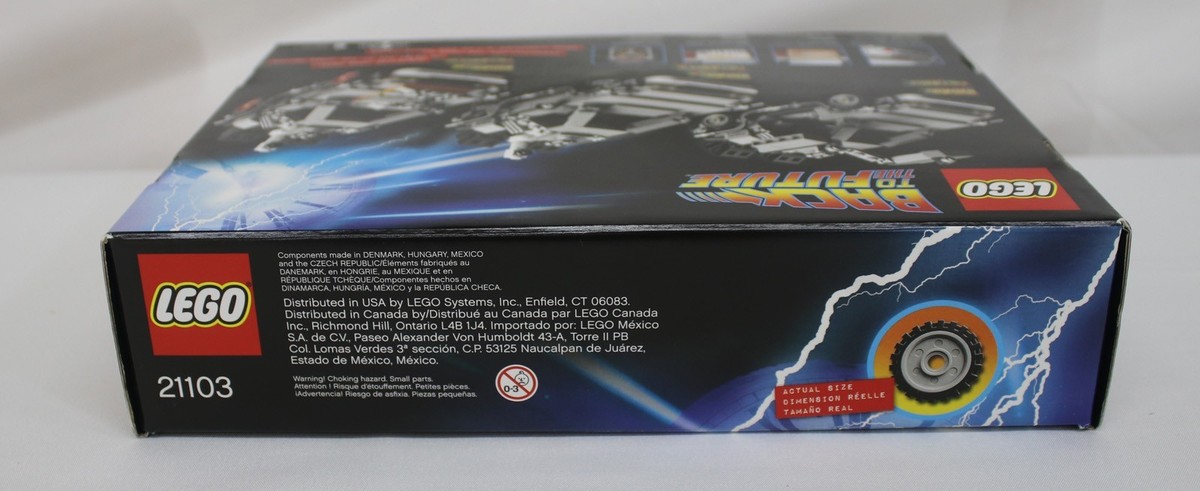 BACK
TO THE
FUTURE
LEGO
LEGO
21103
Components made in DENMARK, HUNGARY, MEXICO
and the CZECH REPUBLIC/Éléments fabriqués au
DANEMARK, en HONGRIE, au MEXIQUE et en
RÉPUBLIQUE TCHÈQUE/Componentes hechos en
DINAMARCA, HUNGRÍA, MÉXICO y la REPÚBLICA CHECA.
Distributed in USA by LEGO Systems, Inc., Enfield, CT 06083.
Distributed in Canada by/Distribué au Canada par LEGO Canada
Inc., Richmond Hill, Ontario L4B 1J4. Importado por: LEGO México
S.A. de C.V., Paseo Alexander Von Humboldt 43-A, Torre II PB
Col. Lomas Verdes 3ª sección, C.P. 53125 Naucalpan de Juárez,
Estado de México, México.
Warning! Choking hazard. Small parts.
Attention ! Risque d'étouffement. Petites pièces.
¡Advertencia! Riesgo de asfixia. Piezas pequeñas.
0-3
ACTUAL SIZE
DIMENSION RÉELLE
TAMAÑO REAL